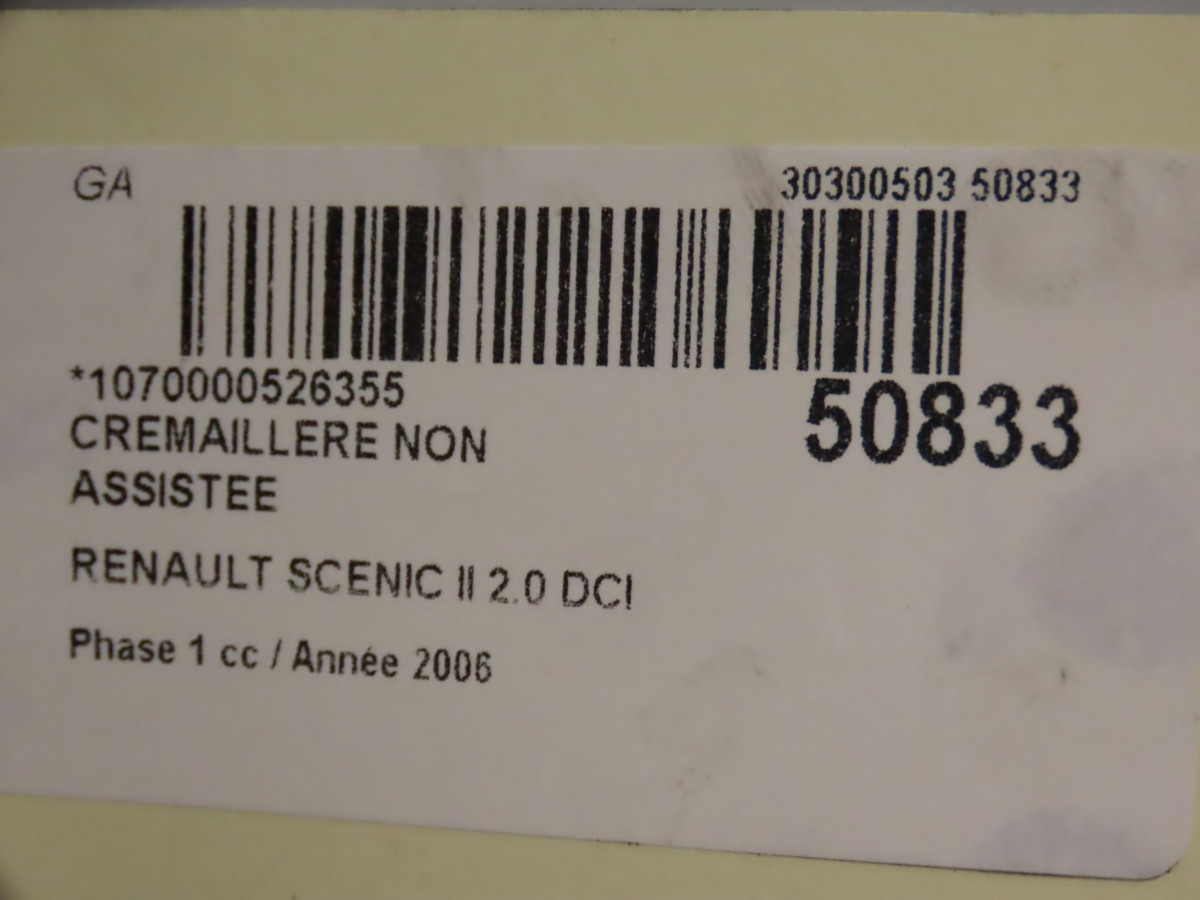 GA 30300503 50833
*1070000526355
50833
CREMAILLERE NON
ASSISTEE
RENAULT SCENIC II 2.0 DCI
Phase 1 cc / Année 2006